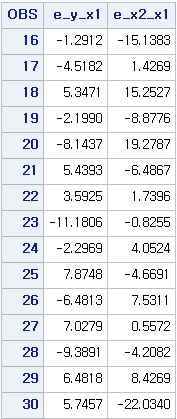 OBS e_y_x1 e_x2_x1
16 -1.2912 -15.1383
17 -4.5182 1.4269
18 5.3471 15.2527
19 -2.1990 -8.8776
20 -8.1437 19.2787
21 5.4393 -6.4867
22 3.5925 1.7396
23 -11.1806 -0.8255
24 -2.2969 4.0524
25 7.8748 -4.6691
26 -6.4813 7.5311
27 7.0279 0.5572
28 -9.3891 -4.2082
29 6.4818 8.4269
30 5.7457 -22.0340